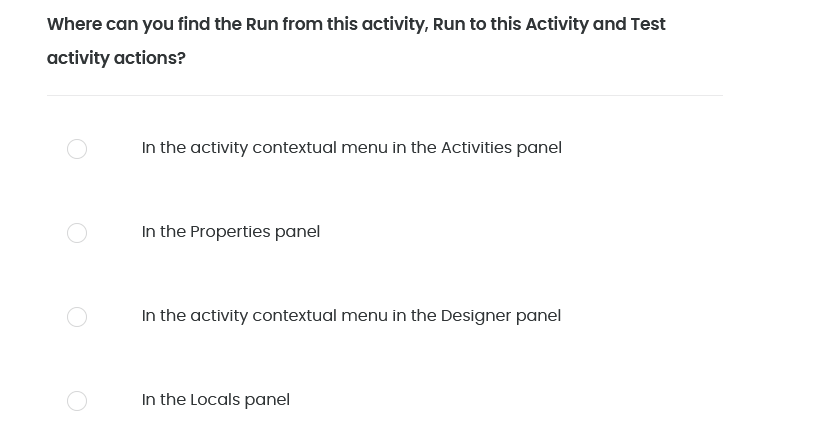 Where can you find the Run from this activity, Run to this Activity and Test
activity actions?
In the activity contextual menu in the Activities panel
In the Properties panel
In the activity contextual menu in the Designer panel
In the Locals panel